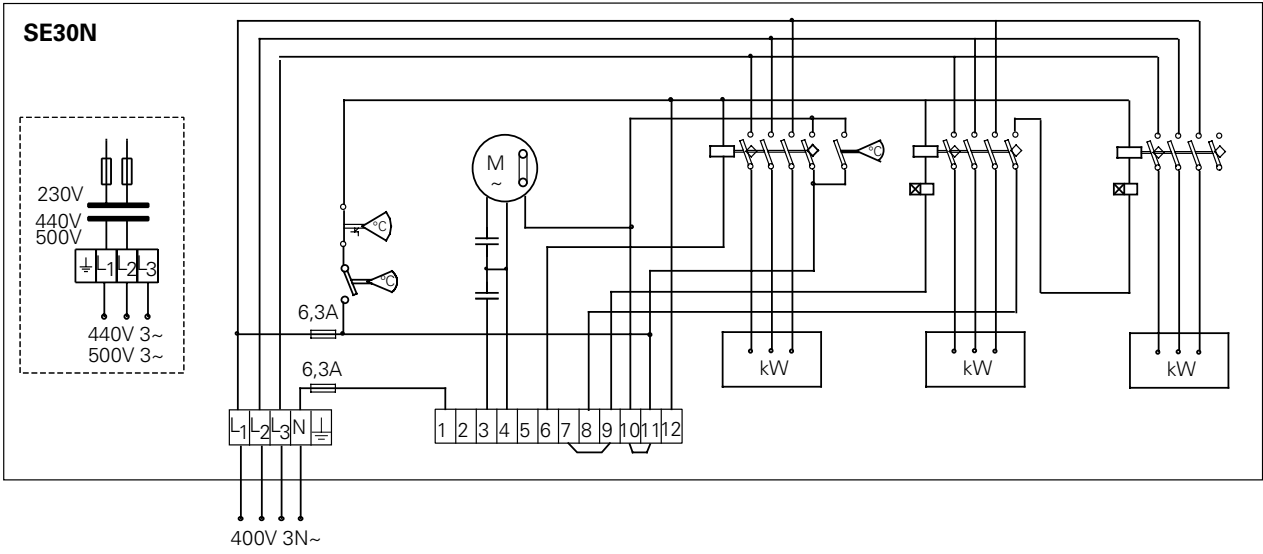 SE30N
230V
440V
500V
L1 L2 L3
440V 3~
500V 3~
M
~
°C
°C
°C
6,3A
6,3A
kW
kW
kW
L1 L2 L3 N
1 2 3 4 5 6 7 8 9 10 11 12
400V 3N~